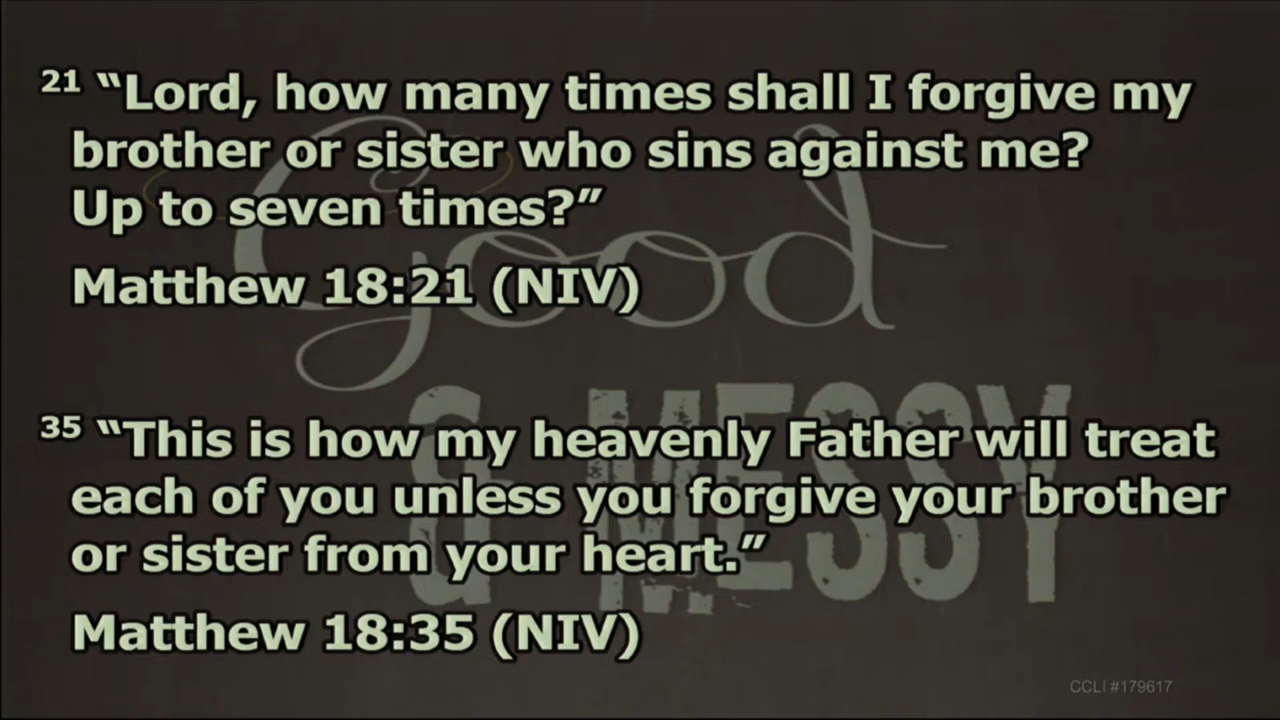 21 “Lord, how many times shall I forgive my
brother or sister who sins against me?
Up to seven times?”
Matthew 18:21 (NIV)
35 “This is how my heavenly Father will treat
each of you unless you forgive your brother
or sister from your heart.”
Matthew 18:35 (NIV)
Good
& MESSY
CCLI #179617